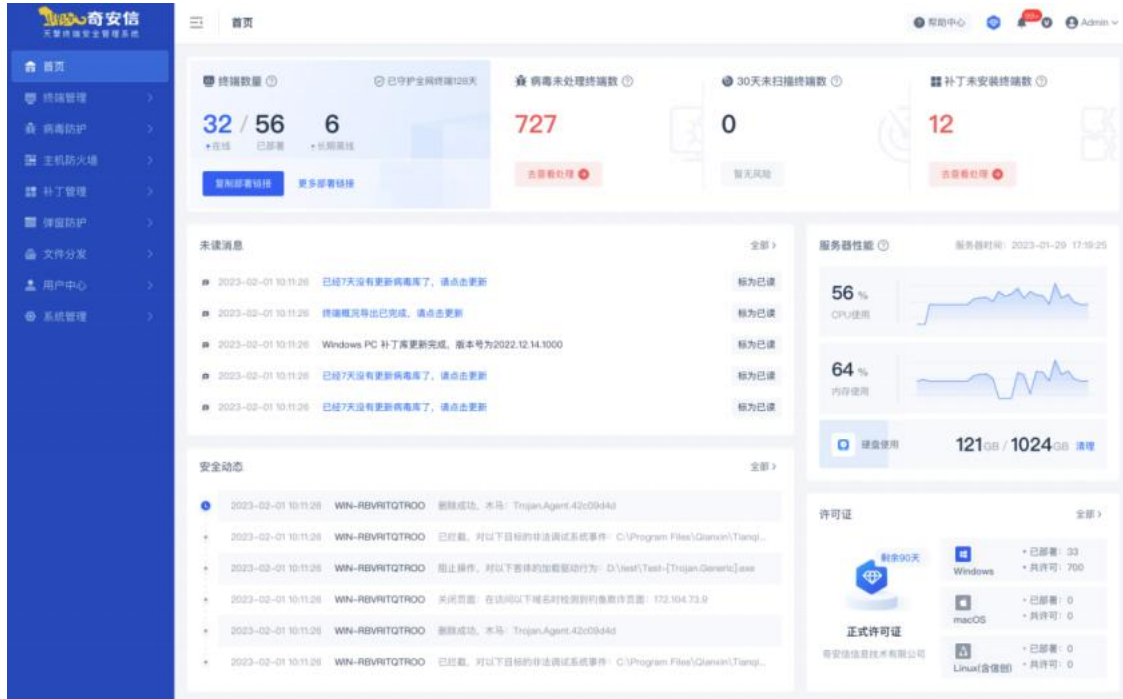 奇安信
天擎终端安全管理系统
首页
终端管理
病毒防护
主机防火墙
补丁管理
弹窗防护
文件分发
用户中心
系统管理
首页
帮助中心
Admin
终端数量
已守护全网终端128天
32 / 56 6
在线 已部署 长期离线
复制部署链接 更多部署链接
病毒未处理终端数
727
去查看处理
30天未扫描终端数
0
暂无风险
补丁未安装终端数
12
去查看处理
未读消息 全部
2023-02-01 10:11:26 已经7天没有更新病毒库了，请点击更新 标为已读
2023-02-01 10:11:26 终端概况导出已完成，请点击更新 标为已读
2023-02-01 10:11:26 Windows PC 补丁库更新完成，版本号为2022.12.14.1000 标为已读
2023-02-01 10:11:26 已经7天没有更新病毒库了，请点击更新 标为已读
2023-02-01 10:11:26 已经7天没有更新病毒库了，请点击更新 标为已读
安全动态 全部
2023-02-01 10:11:26 WIN-RBVRITQTROO 删除成功，木马：Trojan.Agent.42c09d4d
2023-02-01 10:11:26 WIN-RBVRITQTROO 已拦截，对以下目标的非法调试系统事件：C:\Program Files\Qianxin\Tianqi...
2023-02-01 10:11:26 WIN-RBVRITQTROO 阻止操作，对以下客体的加载驱动行为：D:\test\Test-[Trojan.Generic].exe
2023-02-01 10:11:26 WIN-RBVRITQTROO 关闭页面：在访问以下域名时检测到钓鱼欺诈页面：172.104.73.9
2023-02-01 10:11:26 WIN-RBVRITQTROO 删除成功，木马：Trojan.Agent.42c09d4d
2023-02-01 10:11:26 WIN-RBVRITQTROO 已拦截，对以下目标的非法调试系统事件：C:\Program Files\Qianxin\Tianqi...
服务器性能 服务器时间：2023-01-29 17:19:25
56 %
CPU使用
64 %
内存使用
硬盘使用 121GB / 1024GB 清理
许可证 全部
剩余90天
正式许可证
奇安信信息技术有限公司
Windows
已部署：33
共许可：700
macOS
已部署：0
共许可：0
Linux(含信创)
已部署：0
共许可：0